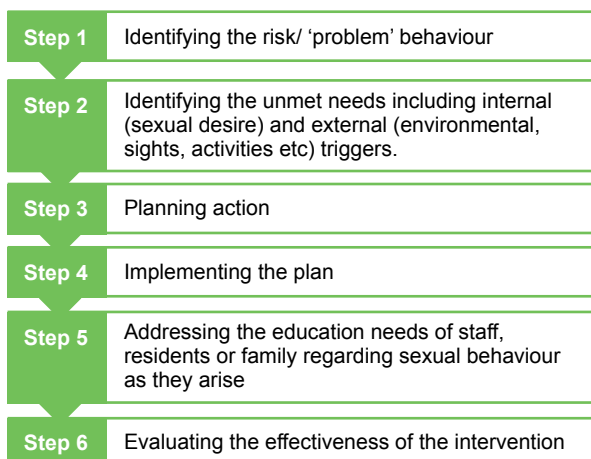 Step 1
Identifying the risk/ ‘problem’ behaviour
Step 2
Identifying the unmet needs including internal
(sexual desire) and external (environmental,
sights, activities etc) triggers.
Step 3
Planning action
Step 4
Implementing the plan
Step 5
Addressing the education needs of staff,
residents or family regarding sexual behaviour
as they arise
Step 6
Evaluating the effectiveness of the intervention